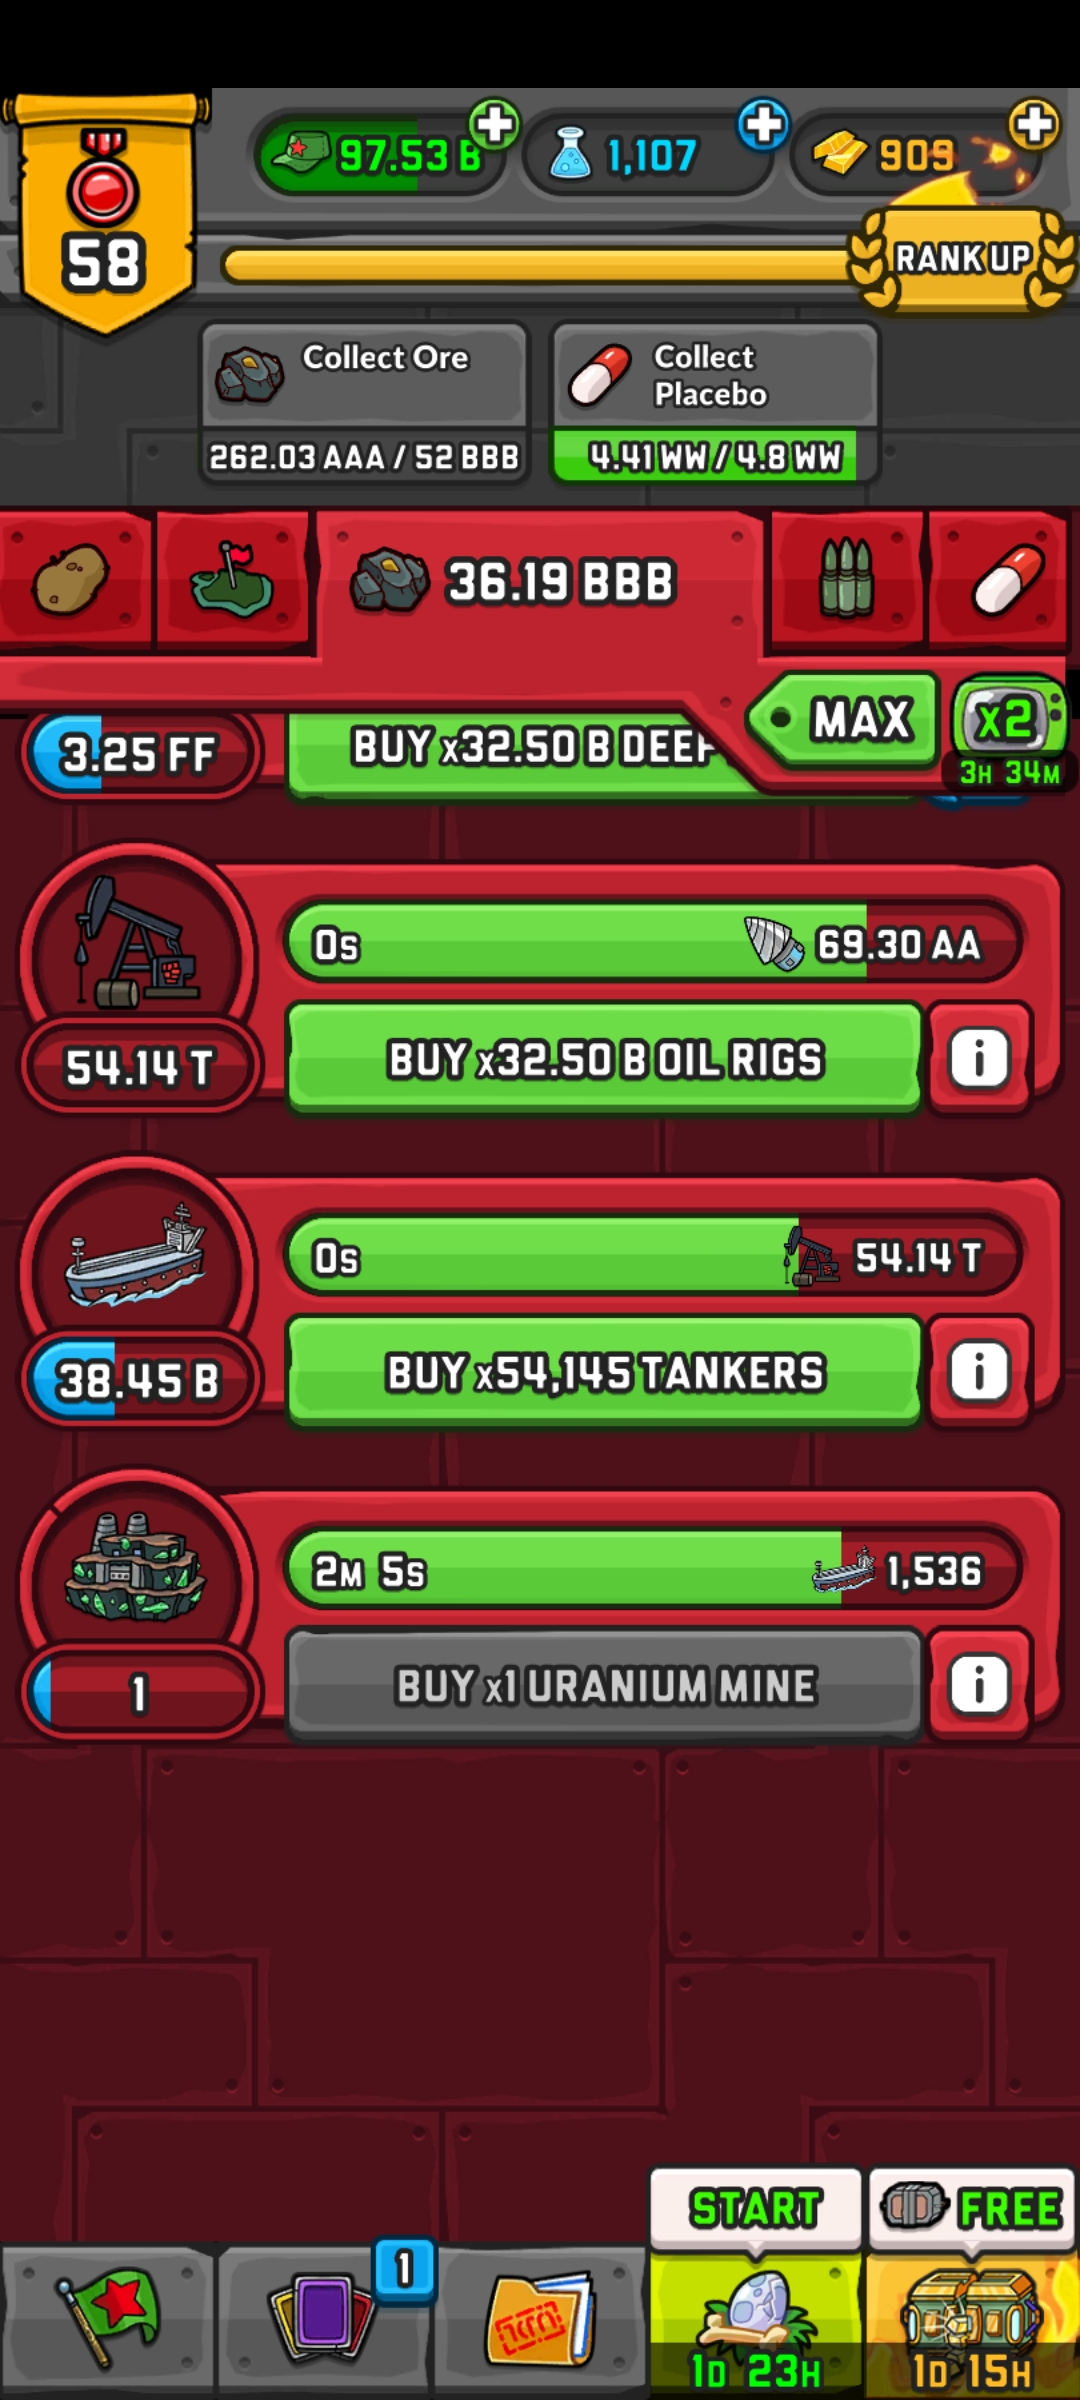 97.53 B
1,107
909
58
RANK UP
Collect Ore
262.03 AAA / 52 BBB
Collect
Placebo
4.41 WW / 4.8 WW
36.19 BBB
MAX
x2
3H 34M
3.25 FF
BUY x32.50 B DEEP
0s
69.30 AA
54.14 T
BUY x32.50 B OIL RIGS
i
0s
54.14 T
38.45 B
BUY x54,145 TANKERS
i
2M 5s
1,536
1
BUY x1 URANIUM MINE
i
START
FREE
1
1D 23H
1D 15H